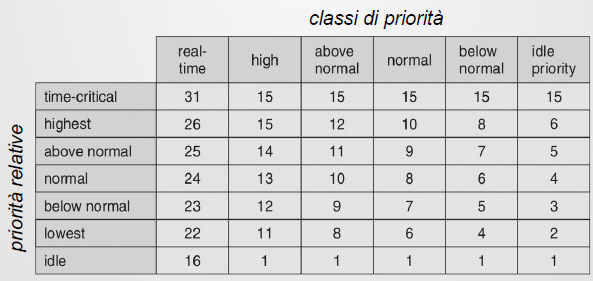 classi di priorità
real-
time
high
above
normal
normal
below
normal
idle
priority
priorità relative
time-critical 31 15 15 15 15 15
highest 26 15 12 10 8 6
above normal 25 14 11 9 7 5
normal 24 13 10 8 6 4
below normal 23 12 9 7 5 3
lowest 22 11 8 6 4 2
idle 16 1 1 1 1 1